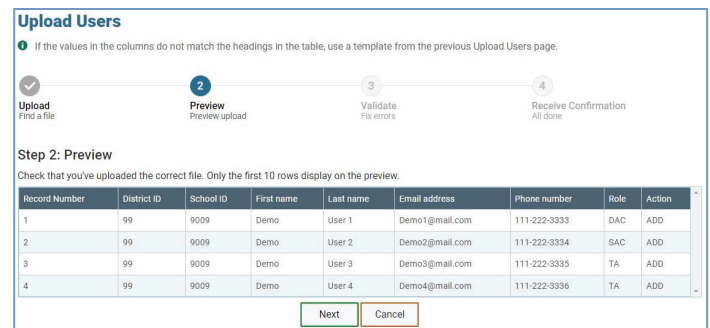 Upload Users
If the values in the columns do not match the headings in the table, use a template from the previous Upload Users page.
2 3 4
Upload Preview Validate Receive Confirmation
Find a file Preview upload Fix errors All done
Step 2: Preview
Check that you've uploaded the correct file. Only the first 10 rows display on the preview.
Record Number District ID School ID First name Last name Email address Phone number Role Action
1 99 9009 Demo User 1 Demo1@mail.com 111-222-3333 DAC ADD
2 99 9009 Demo User 2 Demo2@mail.com 111-222-3334 SAC ADD
3 99 9009 Demo User 3 Demo3@mail.com 111-222-3335 TA ADD
4 99 9009 Demo User 4 Demo4@mail.com 111-222-3336 TA ADD
Next Cancel